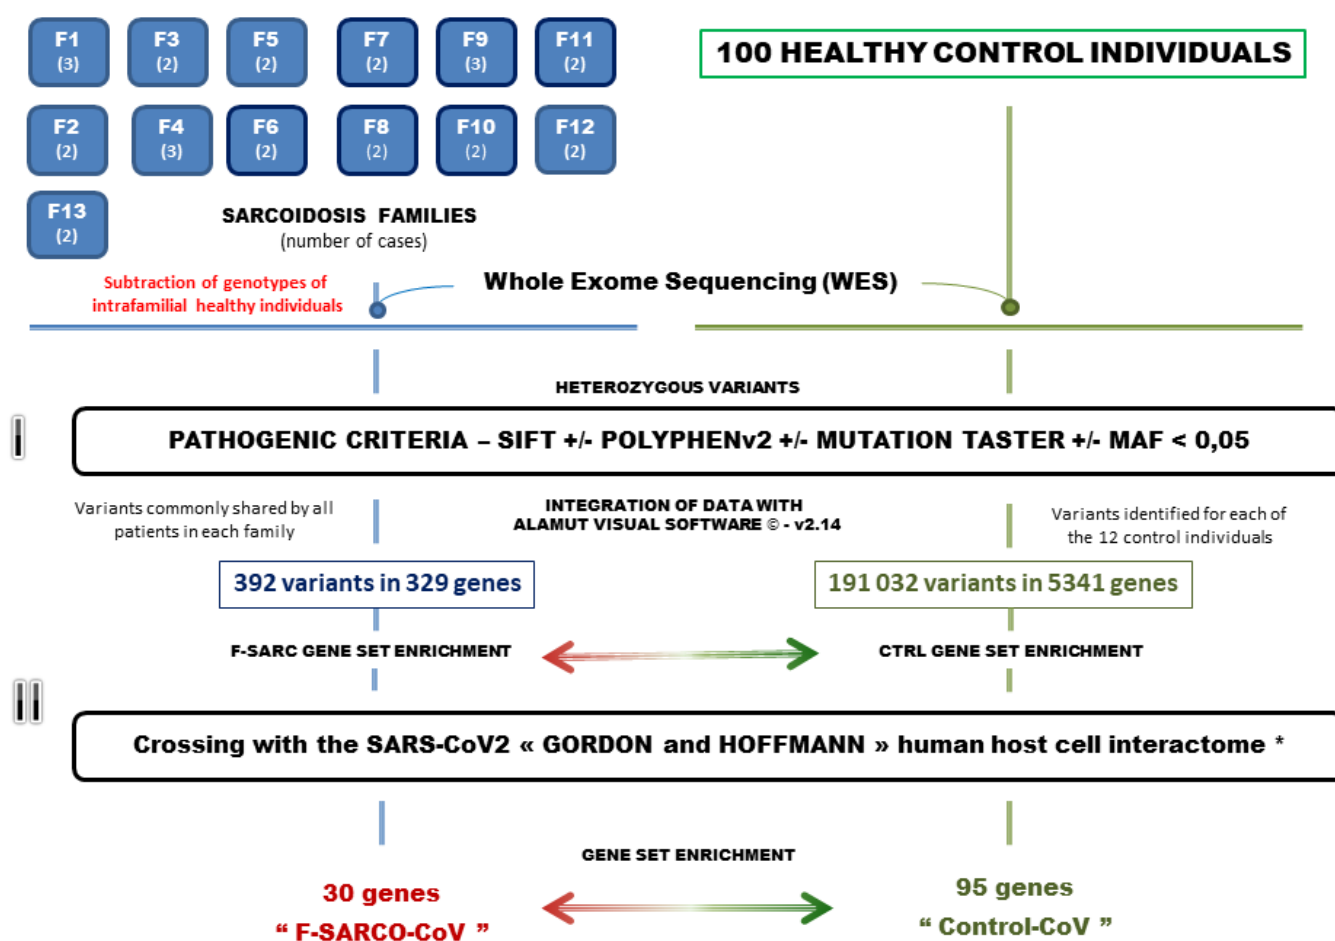 F1
(3)
F3
(2)
F5
(2)
F7
(2)
F9
(3)
F11
(2)
100 HEALTHY CONTROL INDIVIDUALS
F2
(2)
F4
(3)
F6
(2)
F8
(2)
F10
(2)
F12
(2)
F13
(2)
SARCOIDOSIS FAMILIES
(number of cases)
Subtraction of genotypes of
intrafamilial healthy individuals
Whole Exome Sequencing (WES)
HETEROZYGOUS VARIANTS
I
PATHOGENIC CRITERIA – SIFT +/- POLYPHENv2 +/- MUTATION TASTER +/- MAF < 0,05
Variants commonly shared by all
patients in each family
INTEGRATION OF DATA WITH
ALAMUT VISUAL SOFTWARE © - v2.14
Variants identified for each of
the 12 control individuals
392 variants in 329 genes
191 032 variants in 5341 genes
F-SARC GENE SET ENRICHMENT
CTRL GENE SET ENRICHMENT
II
Crossing with the SARS-CoV2 « GORDON and HOFFMANN » human host cell interactome *
GENE SET ENRICHMENT
30 genes
“ F-SARCO-CoV ”
95 genes
“ Control-CoV ”